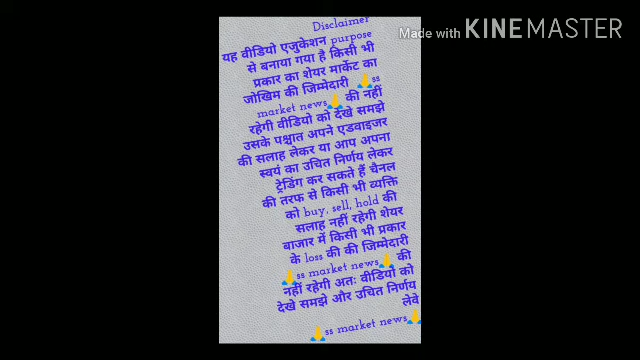 Made with KINEMASTER
Disclaimer
यह वीडियो एजुकेशन purpose
से बनाया गया है किसी भी
प्रकार का शेयर मार्केट का
जोखिम की जिम्मेदारी 🙏ss
market news🙏 की नहीं
रहेगी वीडियो को देखे समझे
उसके पश्चात अपने एडवाइजर
की सलाह लेकर या आप अपना
स्वयं का उचित निर्णय लेकर
ट्रेडिंग कर सकते हैं चैनल
की तरफ से किसी भी व्यक्ति
को buy, sell, hold की
सलाह नहीं रहेगी शेयर
बाजार में किसी भी प्रकार
के loss की की जिम्मेदारी
🙏ss market news🙏 की
नहीं रहेगी अतः वीडियो को
देखे समझे और उचित निर्णय
लेवे
🙏ss market news🙏